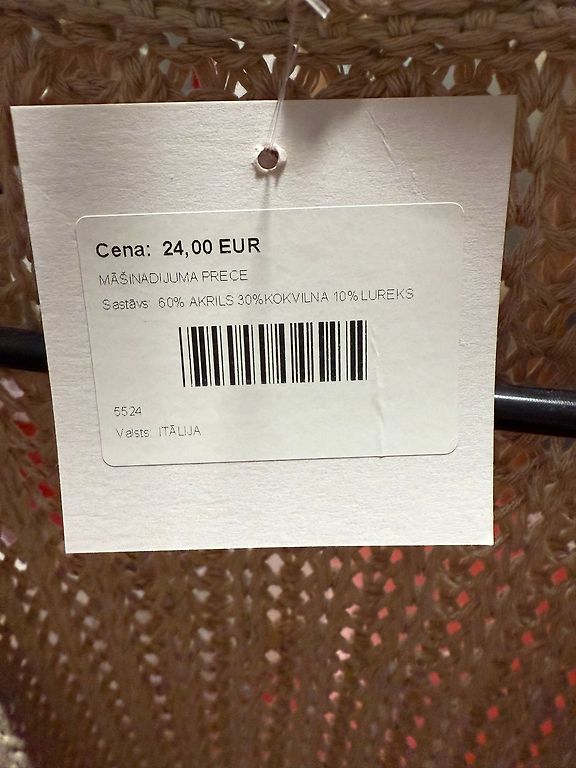 Cena: 24,00 EUR
MĀŠINADIJUMA PRECE
Sastāvs: 60% AKRILS 30%KOKVILNA 10% LUREKS
5524
Valsts: ITĀLIJA